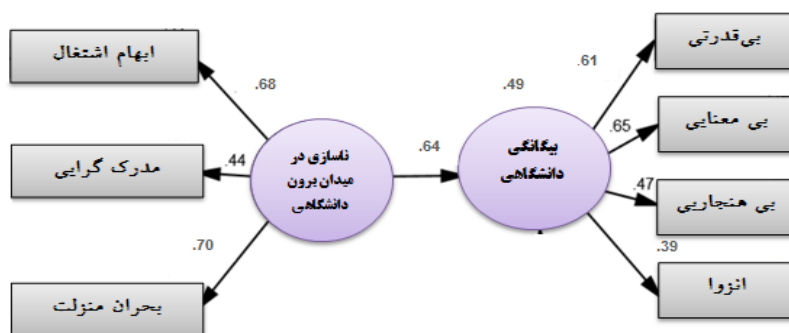 ابهام اشتغال
بی‌قدرتی
.61
.68
.49
بی معنایی
ناسازی در
میدان برون
دانشگاهی
بیگانگی
دانشگاهی
.65
مدرک گرایی
.44
.64
.47
بی هنجاریی
.70
.39
بحران منزلت
انزوا